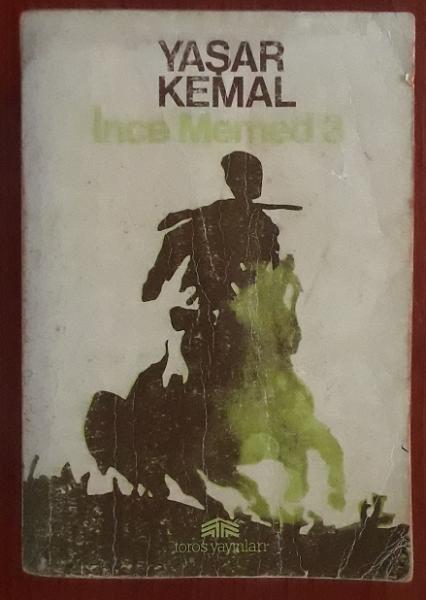 YAŞAR
KEMAL
İnce Memed 3
toros yayınları